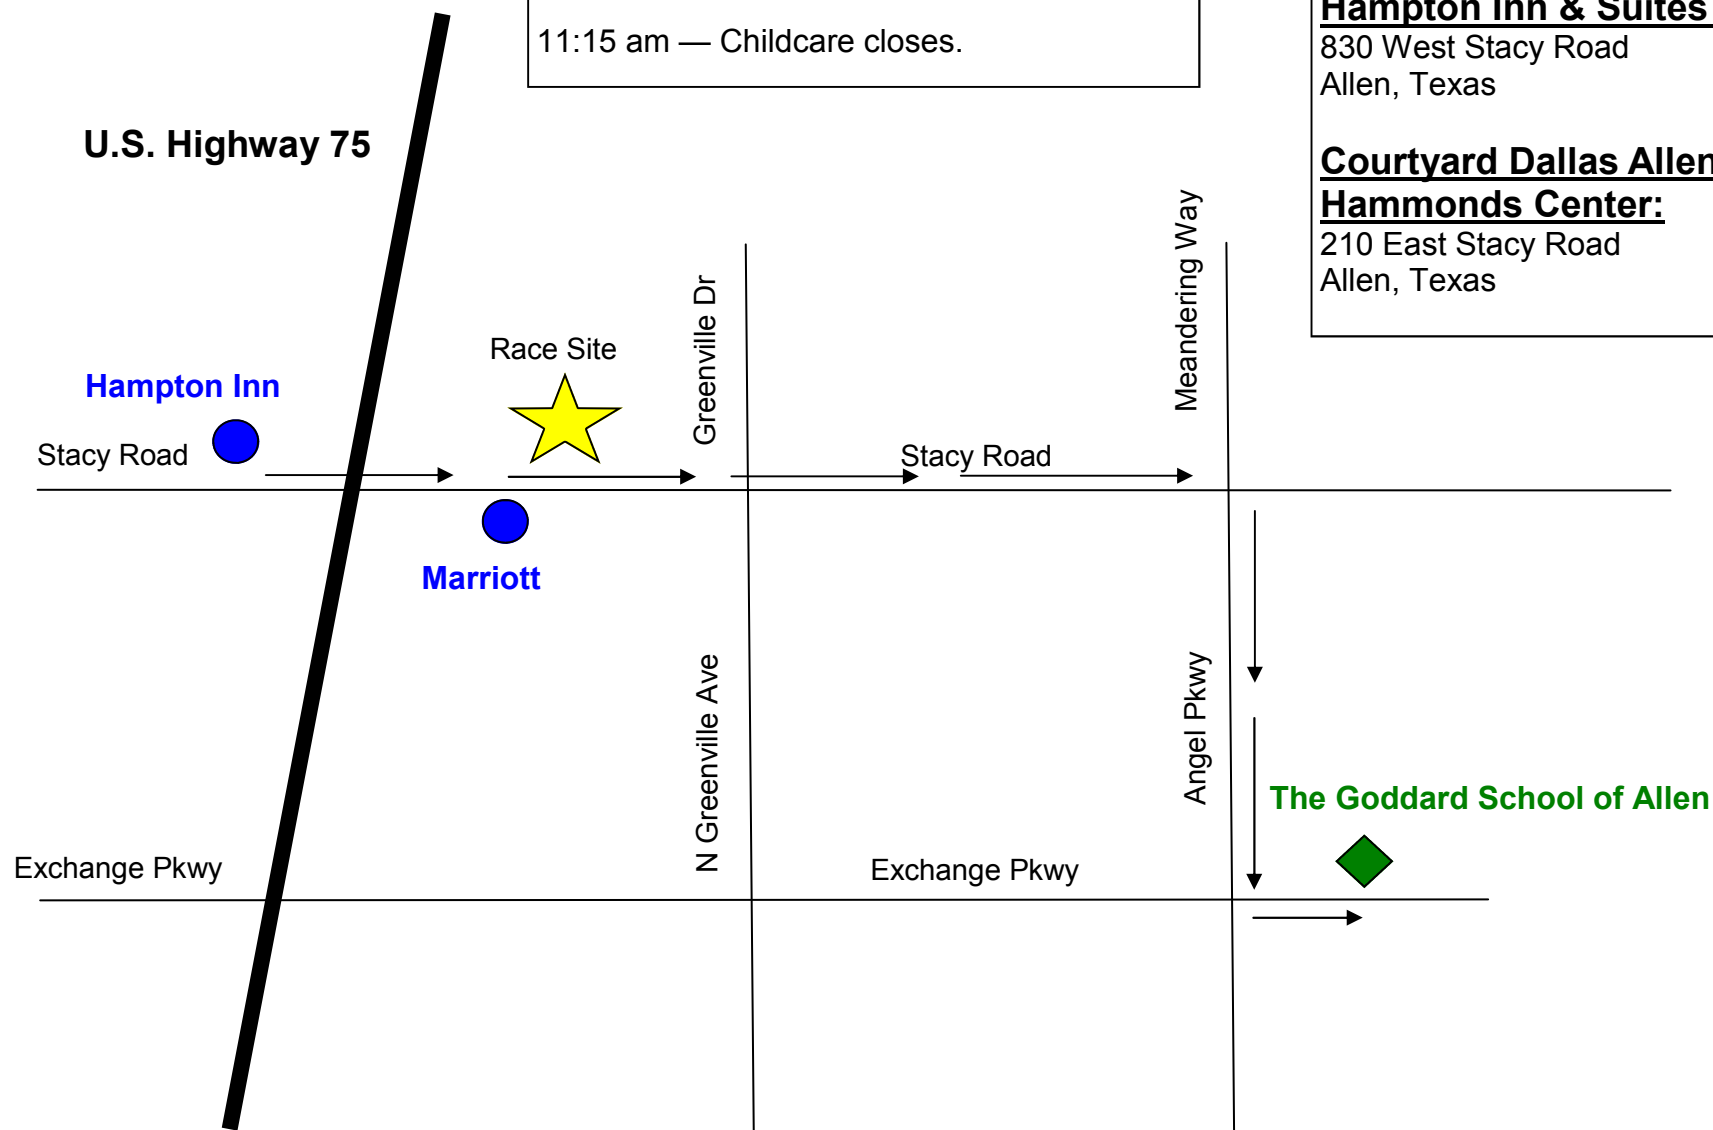 11:15 am — Childcare closes.
Hampton Inn & Suites
830 West Stacy Road
Allen, Texas
Courtyard Dallas Allen
Hammonds Center:
210 East Stacy Road
Allen, Texas
U.S. Highway 75
Meandering Way
Greenville Dr
Race Site
Hampton Inn
Stacy Road
Stacy Road
Marriott
N Greenville Ave
Angel Pkwy
The Goddard School of Allen
Exchange Pkwy
Exchange Pkwy